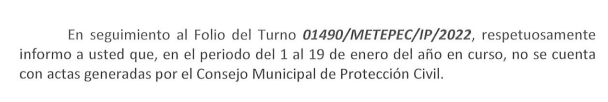 En seguimiento al Folio del Turno 01490/METEPEC/IP/2022, respetuosamente
informo a usted que, en el periodo del 1 al 19 de enero del año en curso, no se cuenta
con actas generadas por el Consejo Municipal de Protección Civil.